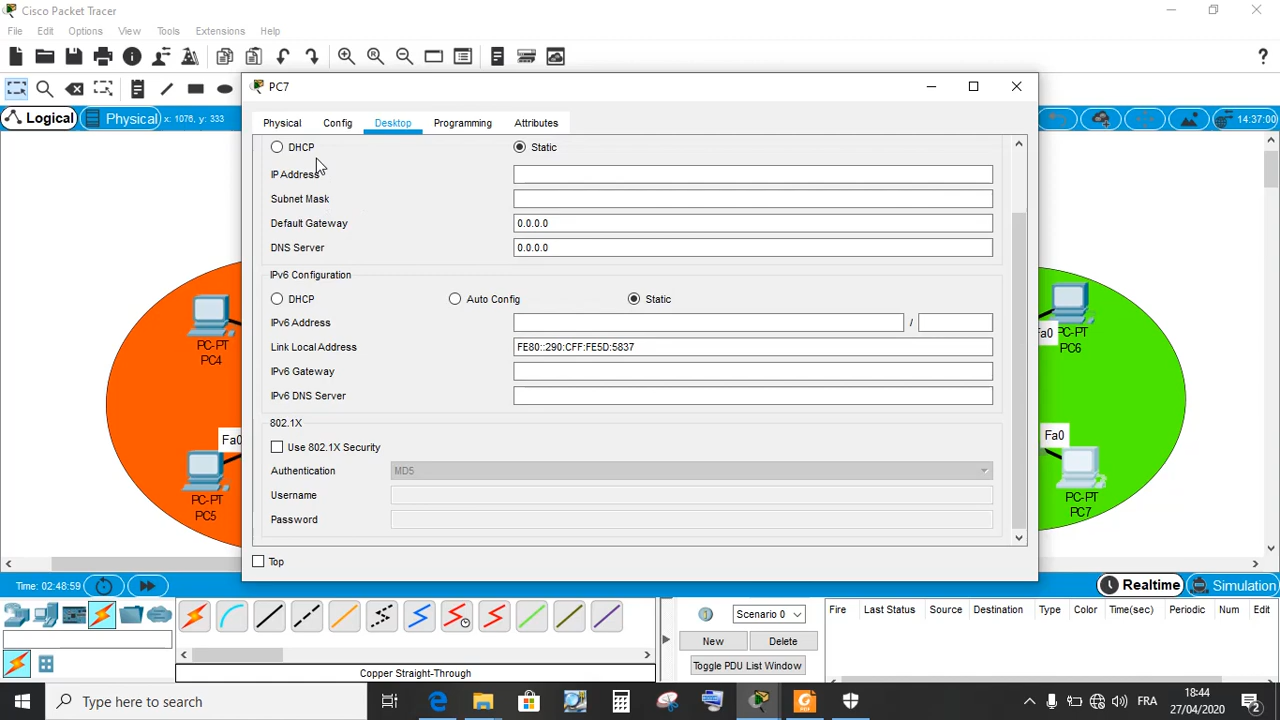 Cisco Packet Tracer
File Edit Options View Tools Extensions Help
Logical Physical x: 1076, y: 333 14:37:00
PC7
Physical Config Desktop Programming Attributes
DHCP Static
IP Address
Subnet Mask
Default Gateway 0.0.0.0
DNS Server 0.0.0.0
IPv6 Configuration
DHCP Auto Config Static
IPv6 Address /
Link Local Address FE80::290:CFF:FE5D:5837
IPv6 Gateway
IPv6 DNS Server
802.1X
Use 802.1X Security
Authentication MD5
Username
Password
Top
PC-PT
PC4
Fa0
PC-PT
PC5
Fa0
PC-PT
PC6
Fa0
PC-PT
PC7
Time: 02:48:59 Realtime Simulation
Scenario 0
New Delete
Toggle PDU List Window
Fire Last Status Source Destination Type Color Time(sec) Periodic Num Edit
Copper Straight-Through
Type here to search
FRA
18:44
27/04/2020
2